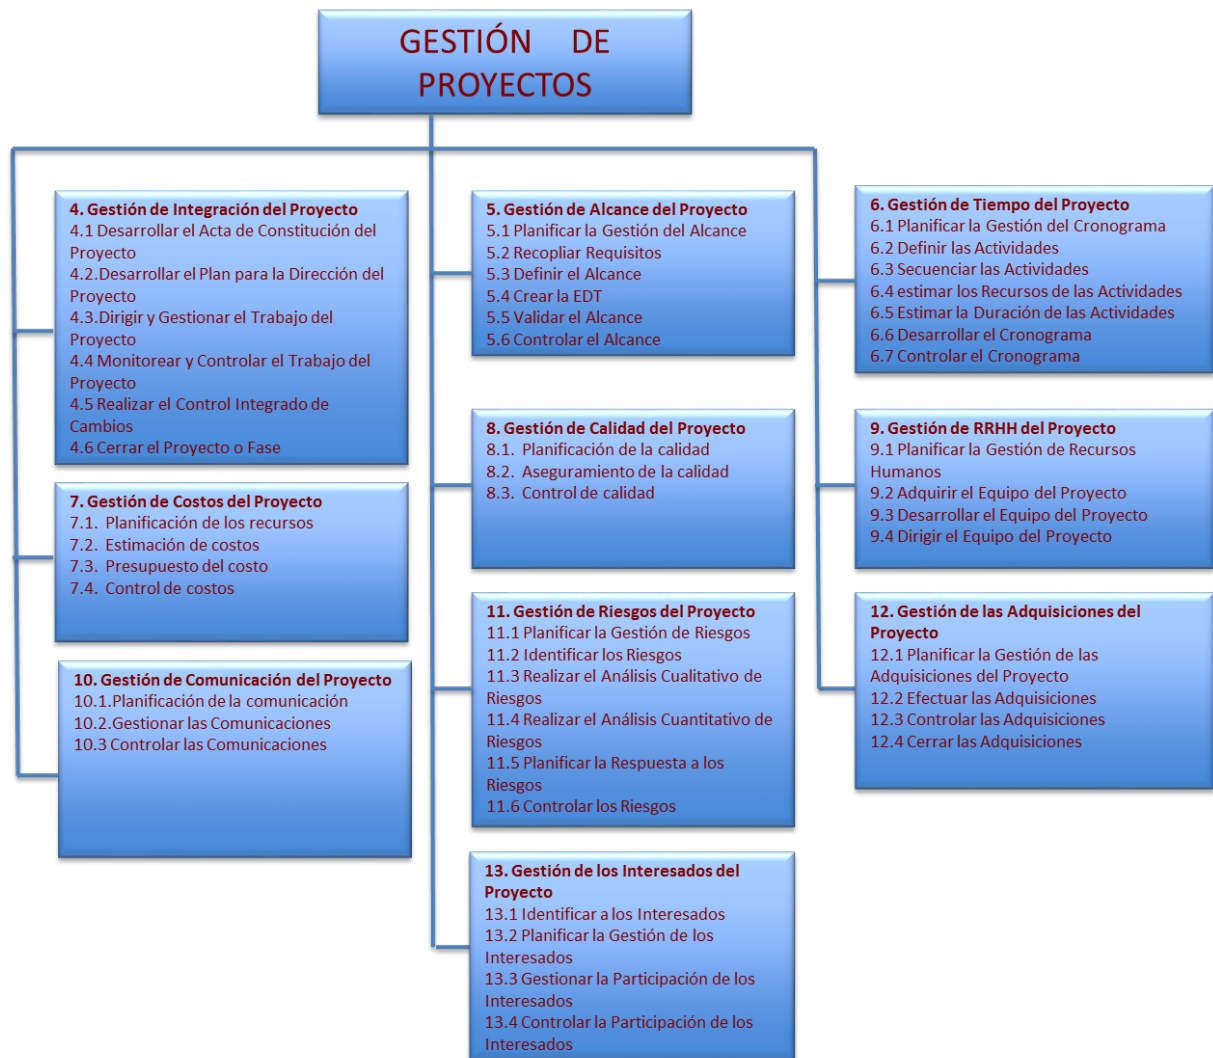 GESTIÓN DE
PROYECTOS
4. Gestión de Integración del Proyecto
4.1 Desarrollar el Acta de Constitución del
Proyecto
4.2.Desarrollar el Plan para la Dirección del
Proyecto
4.3.Dirigir y Gestionar el Trabajo del
Proyecto
4.4 Monitorear y Controlar el Trabajo del
Proyecto
4.5 Realizar el Control Integrado de
Cambios
4.6 Cerrar el Proyecto o Fase
5. Gestión de Alcance del Proyecto
5.1 Planificar la Gestión del Alcance
5.2 Recopliar Requisitos
5.3 Definir el Alcance
5.4 Crear la EDT
5.5 Validar el Alcance
5.6 Controlar el Alcance
6. Gestión de Tiempo del Proyecto
6.1 Planificar la Gestión del Cronograma
6.2 Definir las Actividades
6.3 Secuenciar las Actividades
6.4 estimar los Recursos de las Actividades
6.5 Estimar la Duración de las Actividades
6.6 Desarrollar el Cronograma
6.7 Controlar el Cronograma
7. Gestión de Costos del Proyecto
7.1. Planificación de los recursos
7.2. Estimación de costos
7.3. Presupuesto del costo
7.4. Control de costos
8. Gestión de Calidad del Proyecto
8.1. Planificación de la calidad
8.2. Aseguramiento de la calidad
8.3. Control de calidad
9. Gestión de RRHH del Proyecto
9.1 Planificar la Gestión de Recursos
Humanos
9.2 Adquirir el Equipo del Proyecto
9.3 Desarrollar el Equipo del Proyecto
9.4 Dirigir el Equipo del Proyecto
10. Gestión de Comunicación del Proyecto
10.1.Planificación de la comunicación
10.2.Gestionar las Comunicaciones
10.3 Controlar las Comunicaciones
11. Gestión de Riesgos del Proyecto
11.1 Planificar la Gestión de Riesgos
11.2 Identificar los Riesgos
11.3 Realizar el Análisis Cualitativo de
Riesgos
11.4 Realizar el Análisis Cuantitativo de
Riesgos
11.5 Planificar la Respuesta a los
Riesgos
11.6 Controlar los Riesgos
12. Gestión de las Adquisiciones del
Proyecto
12.1 Planificar la Gestión de las
Adquisiciones del Proyecto
12.2 Efectuar las Adquisiciones
12.3 Controlar las Adquisiciones
12.4 Cerrar las Adquisiciones
13. Gestión de los Interesados del
Proyecto
13.1 Identificar a los Interesados
13.2 Planificar la Gestión de los
Interesados
13.3 Gestionar la Participación de los
Interesados
13.4 Controlar la Participación de los
Interesados